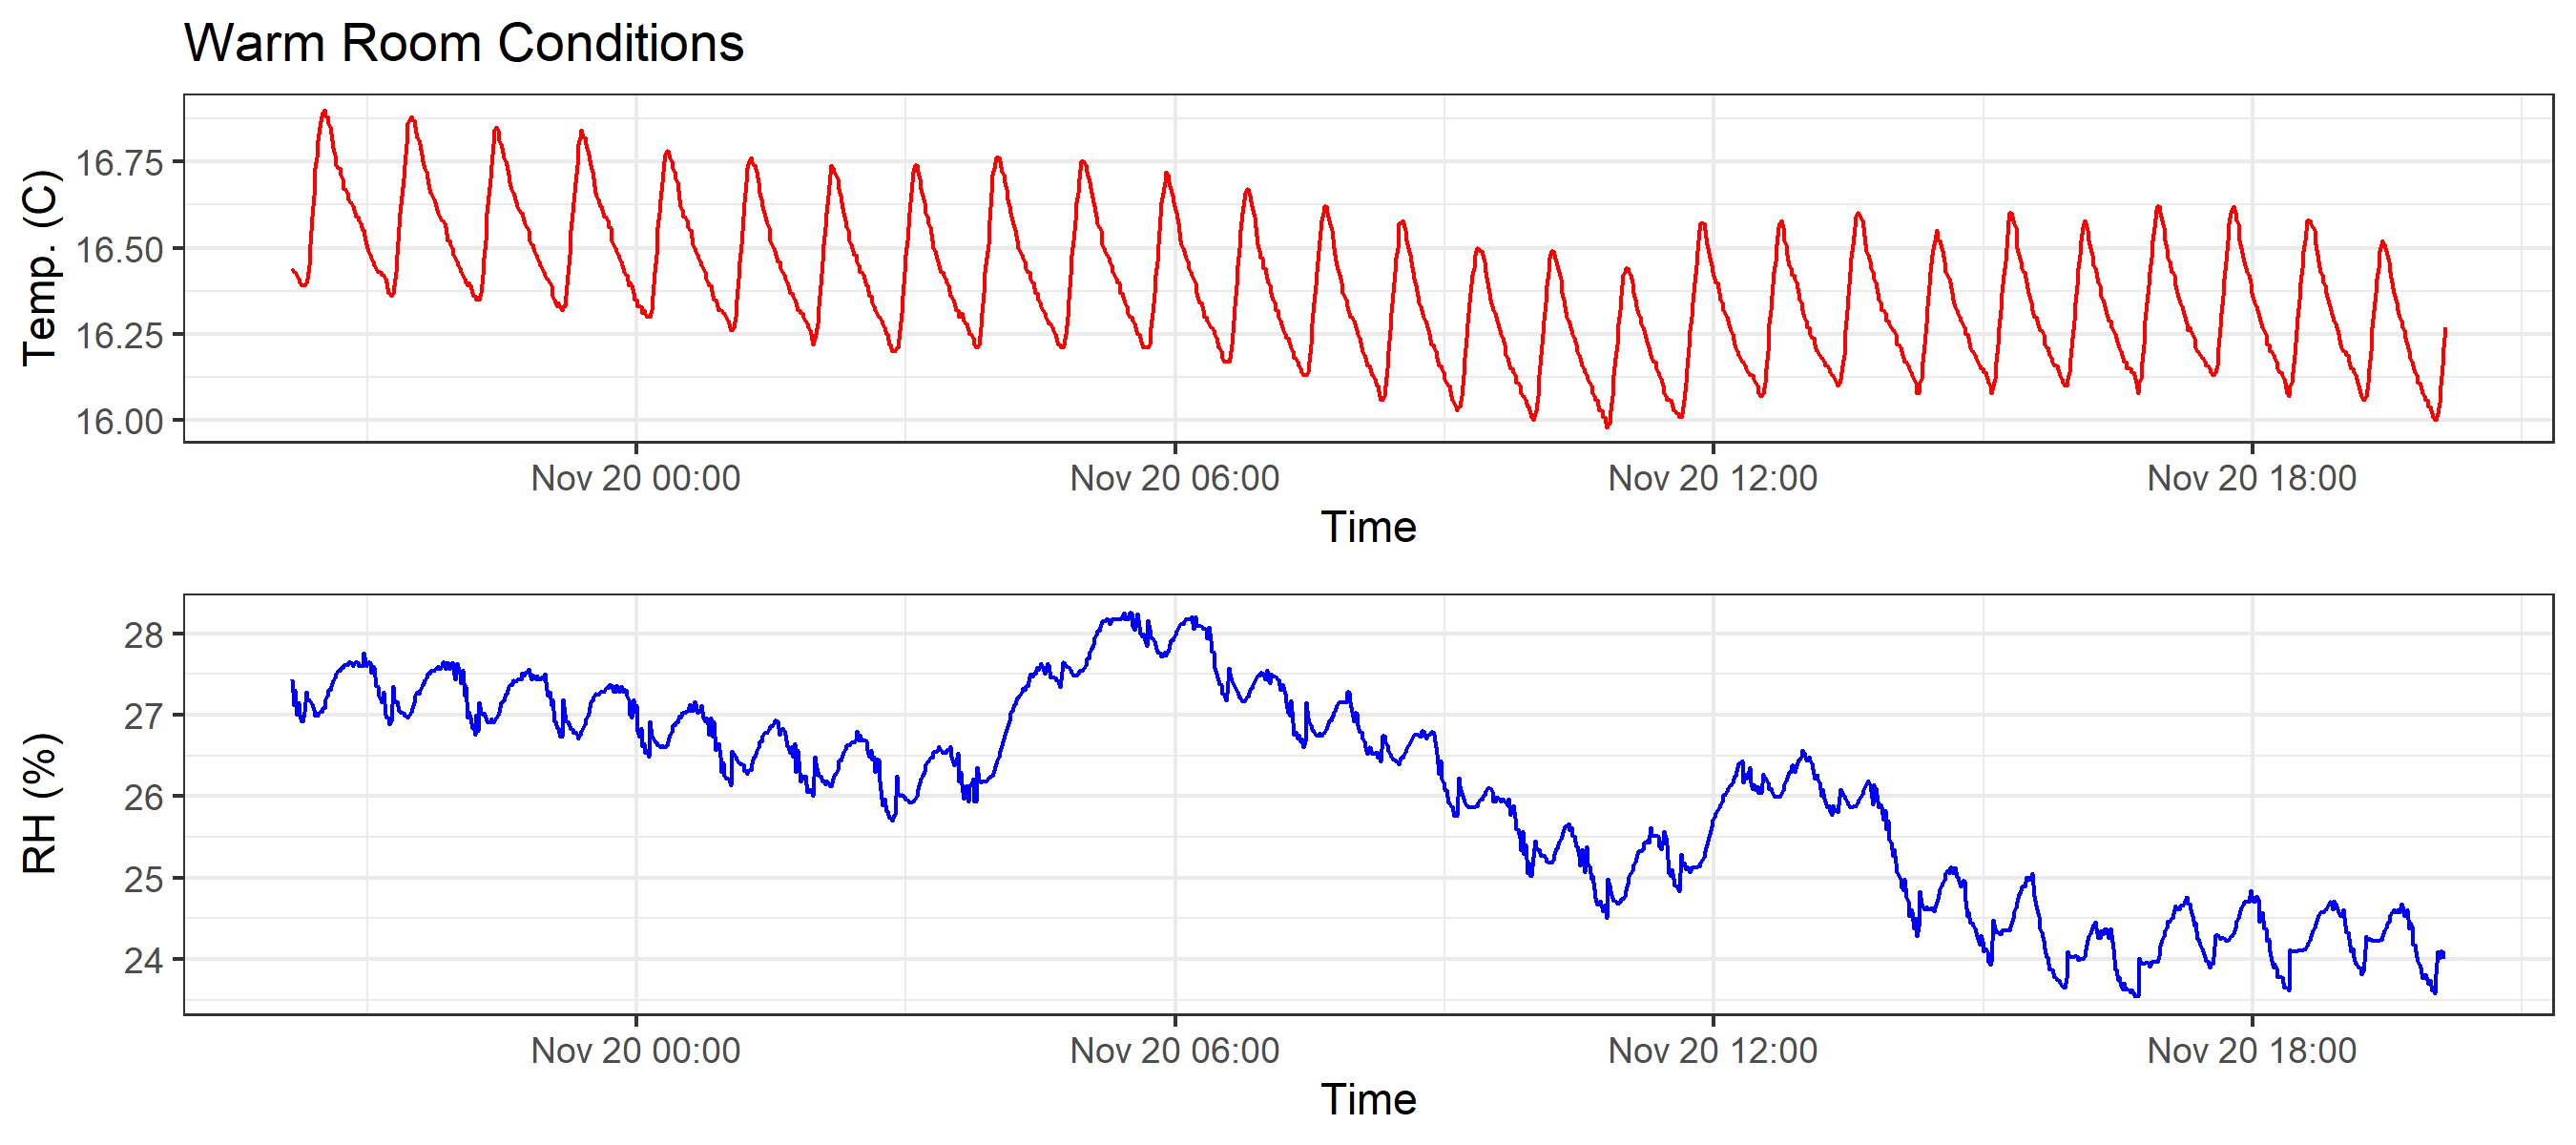 Warm Room Conditions
Temp. (C)
16.75
16.50
16.25
16.00
Nov 20 00:00 Nov 20 06:00 Nov 20 12:00 Nov 20 18:00
Time
RH (%)
28
27
26
25
24
Nov 20 00:00 Nov 20 06:00 Nov 20 12:00 Nov 20 18:00
Time